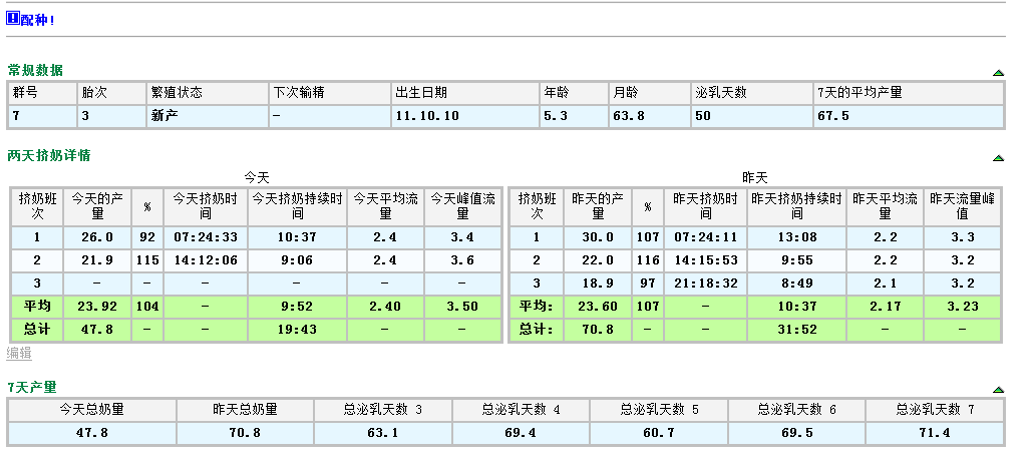 配种!
常规数据
群号 胎次 繁殖状态 下次输精 出生日期 年龄 月龄 泌乳天数 7天的平均产量
7 3 新产 - 11.10.10 5.3 63.8 50 67.5
两天挤奶详情
今天 昨天
挤奶班次 今天的产量 % 今天挤奶时间 今天挤奶持续时间 今天平均流量 今天峰值流量 挤奶班次 昨天的产量 % 昨天挤奶时间 昨天挤奶持续时间 昨天平均流量 昨天流量峰值
1 26.0 92 07:24:33 10:37 2.4 3.4 1 30.0 107 07:24:11 13:08 2.2 3.3
2 21.9 115 14:12:06 9:06 2.4 3.6 2 22.0 116 14:15:53 9:55 2.2 3.2
3 - - - - - - 3 18.9 97 21:18:32 8:49 2.1 3.2
平均 23.92 104 - 9:52 2.40 3.50 平均: 23.60 107 - 10:37 2.17 3.23
总计 47.8 - - 19:43 - - 总计: 70.8 - - 31:52 - -
编辑
7天产量
今天总奶量 昨天总奶量 总泌乳天数 3 总泌乳天数 4 总泌乳天数 5 总泌乳天数 6 总泌乳天数 7
47.8 70.8 63.1 69.4 60.7 69.5 71.4